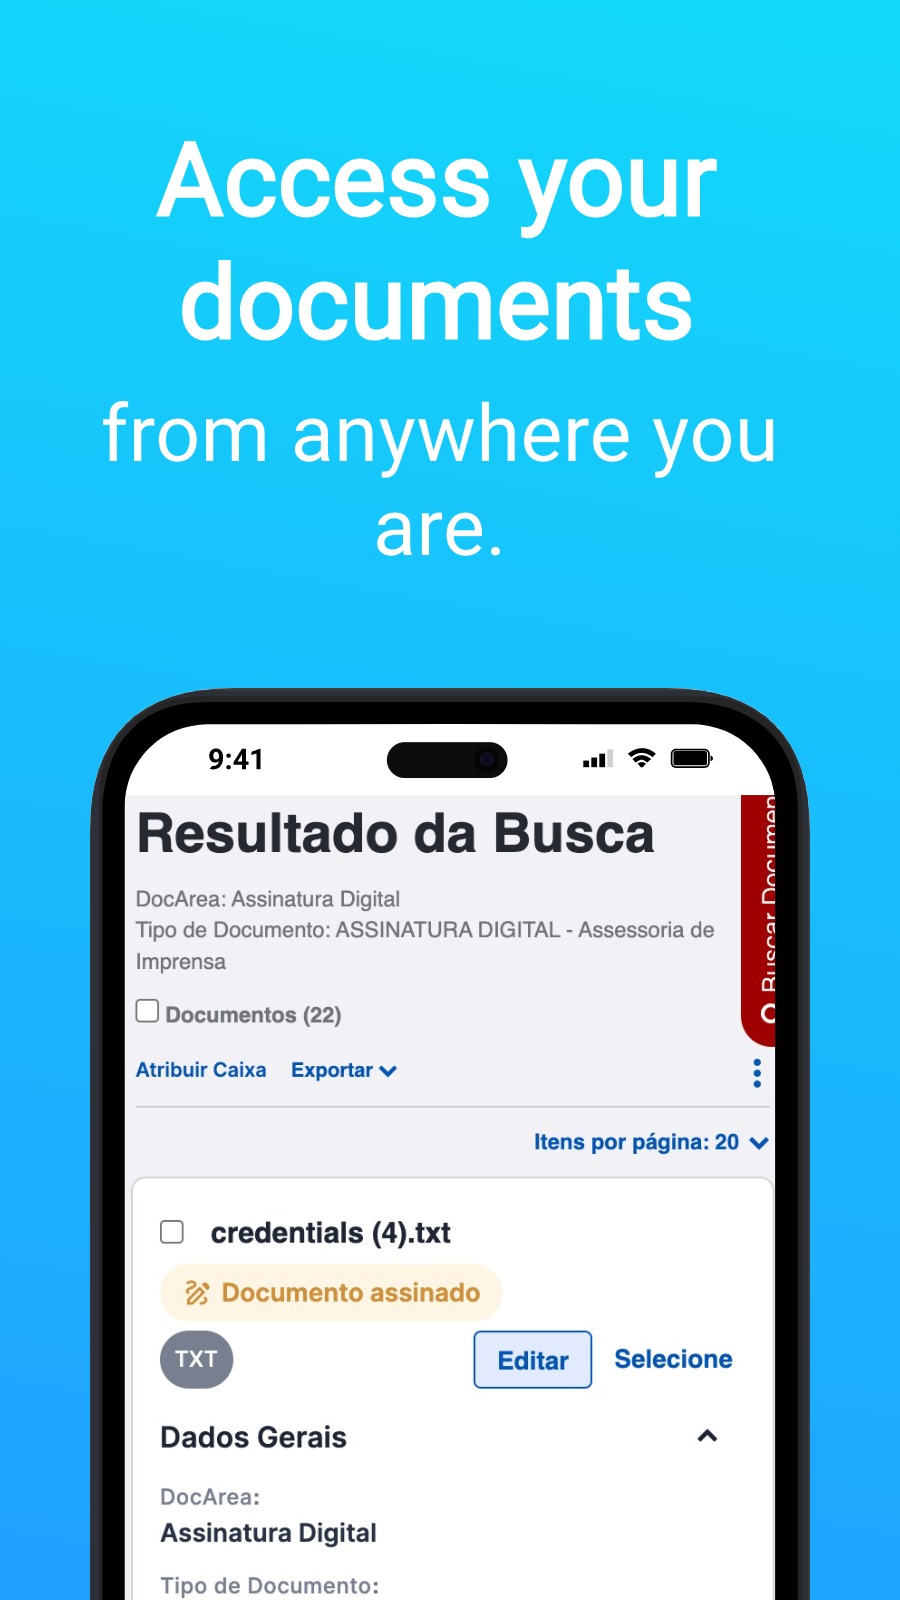 Access your
documents
from anywhere you
are.
9:41
Resultado da Busca
Buscar Documen
DocArea: Assinatura Digital
Tipo de Documento: ASSINATURA DIGITAL - Assessoria de
Imprensa
Documentos (22)
Atribuir Caixa Exportar
Itens por página: 20
credentials (4).txt
Documento assinado
TXT Editar Selecione
Dados Gerais
DocArea:
Assinatura Digital
Tipo de Documento: